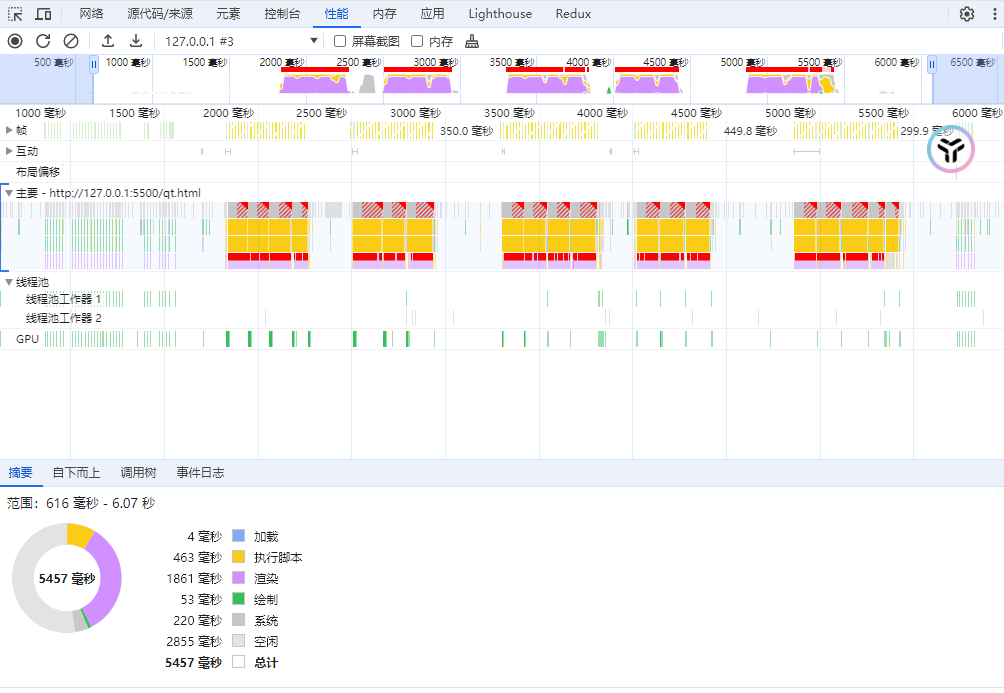 网络 源代码/来源 元素 控制台 性能 内存 应用 Lighthouse Redux
127.0.0.1 #3 屏幕截图 内存
500 毫秒 1000 毫秒 1500 毫秒 2000 毫秒 2500 毫秒 3000 毫秒 3500 毫秒 4000 毫秒 4500 毫秒 5000 毫秒 5500 毫秒 6000 毫秒 6500 毫秒
1000 毫秒 1500 毫秒 2000 毫秒 2500 毫秒 3000 毫秒 3500 毫秒 4000 毫秒 4500 毫秒 5000 毫秒 5500 毫秒 6000 毫秒
帧 350.0 毫秒 449.8 毫秒 299.9 毫秒
互动
布局偏移
主要 - http://127.0.0.1:5500/qt.html
线程池
线程池工作器 1
线程池工作器 2
GPU
摘要 自下而上 调用树 事件日志
范围：616 毫秒 - 6.07 秒
5457 毫秒
4 毫秒 加载
463 毫秒 执行脚本
1861 毫秒 渲染
53 毫秒 绘制
220 毫秒 系统
2855 毫秒 空闲
5457 毫秒 总计